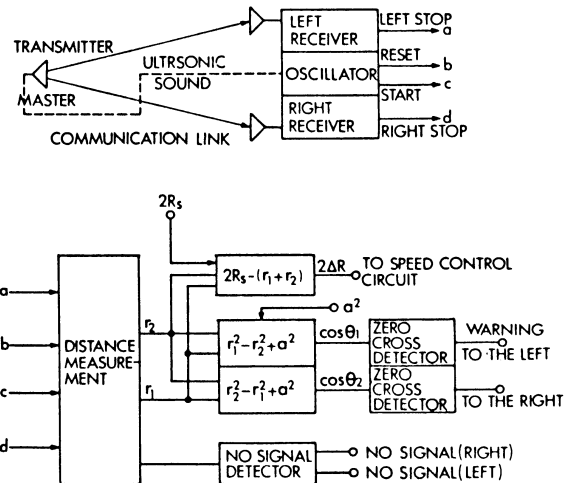 LEFT
RECEIVER
LEFT STOP
a
TRANSMITTER
ULTRSONIC
SOUND
OSCILLATOR
RESET
b
c
START
MASTER
RIGHT
RECEIVER
d
RIGHT STOP
COMMUNICATION LINK
2Rs
a
b
c
d
DISTANCE
MEASURE-
MENT
r2
r1
2Rs-(r1+r2)
2ΔR
TO SPEED CONTROL
CIRCUIT
a²
r1²-r2²+a²
cosθ1
ZERO
CROSS
DETECTOR
WARNING
TO THE LEFT
r2²-r1²+a²
cosθ2
ZERO
CROSS
DETECTOR
TO THE RIGHT
NO SIGNAL
DETECTOR
NO SIGNAL(RIGHT)
NO SIGNAL(LEFT)